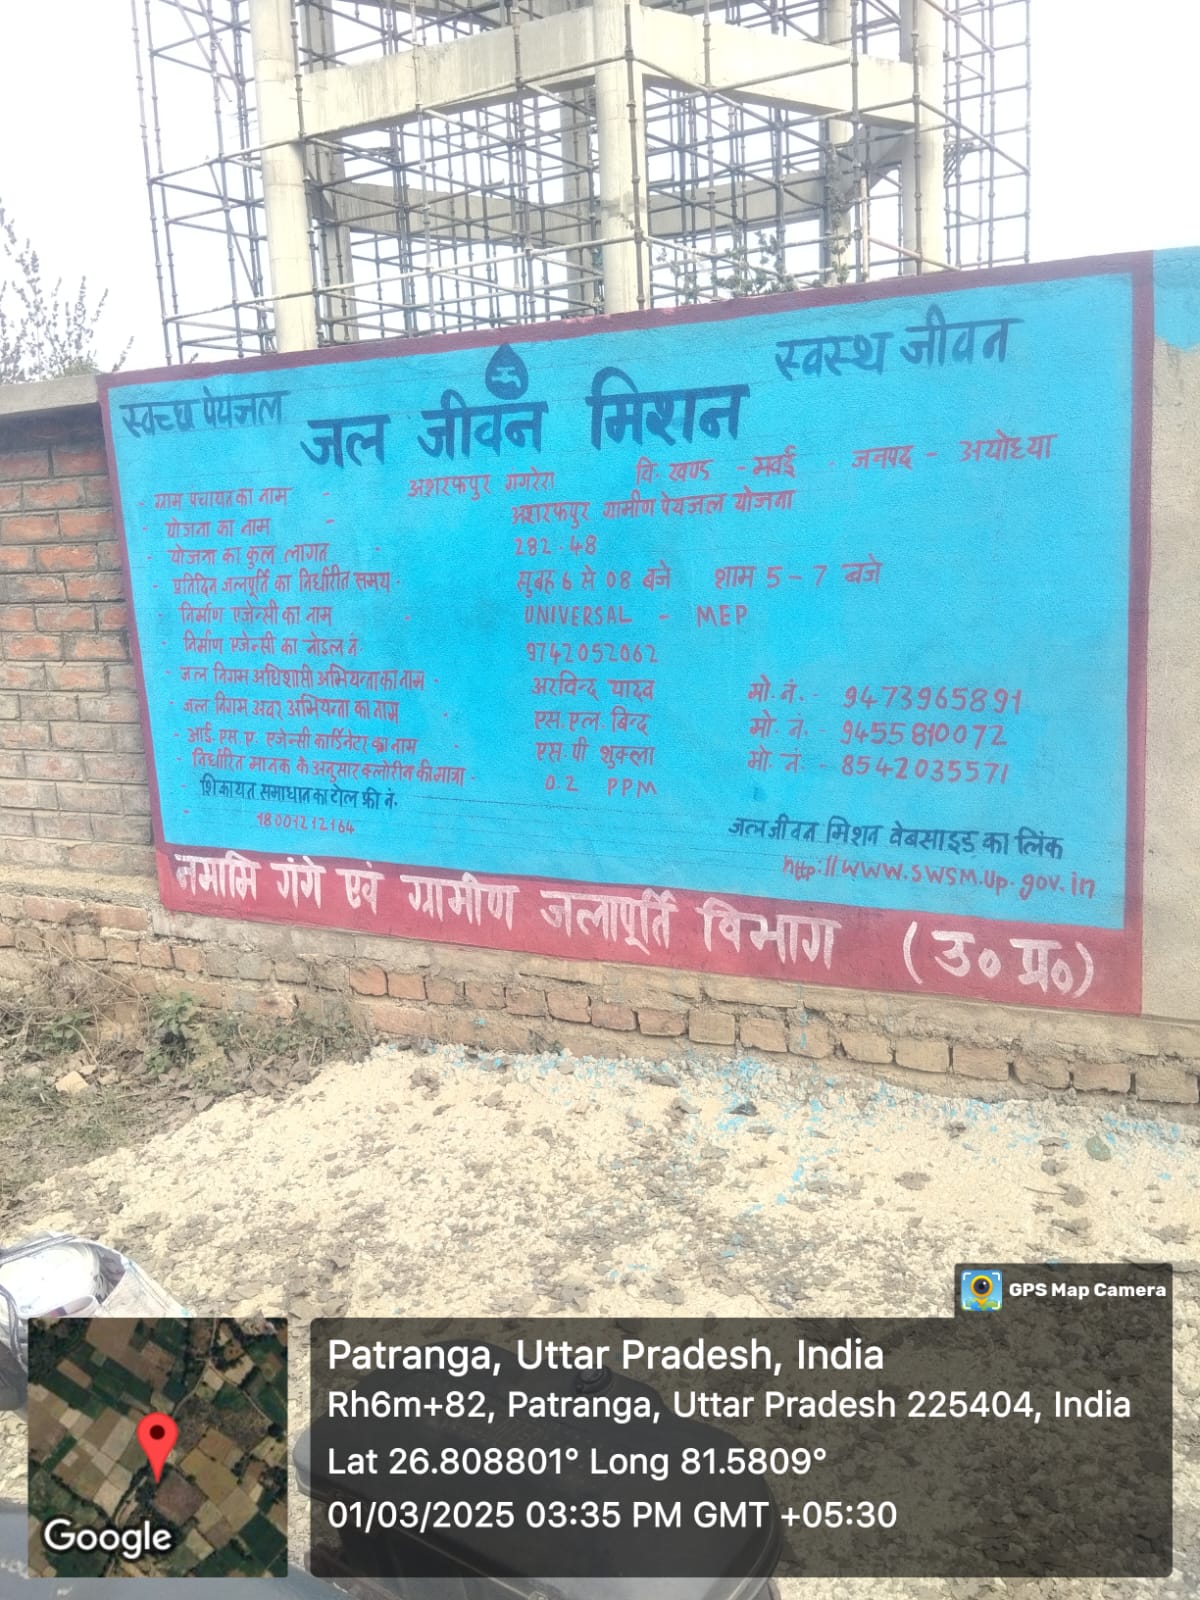 स्वच्छ पेयजल
स्वस्थ जीवन
जल जीवन मिशन
- ग्राम पंचायत का नाम - अशरफपुर गंगरेरा वि. खण्ड - मवई - जनपद - अयोध्या
- योजना का नाम - अशरफपुर ग्रामीण पेयजल योजना
- योजना का कुल लागत - 282.48
- प्रतिदिन जलपूर्ति का निर्धारीत समय - सुबह 6 से 08 बजे शाम 5 - 7 बजे
- निर्माण एजेन्सी का नाम - UNIVERSAL - MEP
- निर्माण एजेन्सी का नोडल नं. 9742052062
- जल निगम अधिशासी अभियन्ता का नाम - अरविन्द यादव मो. नं. - 9473965891
- जल निगम अवर अभियन्ता का नाम - एस. एल. बिन्द मो. नं. - 9455810072
- आई. एस. ए. एजेन्सी कार्डिनेटर का नाम - एस. पी शुक्ला मो. नं. - 8542035571
- निर्धारित मानक के अनुसार क्लोरीन की मात्रा - 0.2 PPM
- शिकायत समाधान का टोल फ्री नं.
- 18001212164
जल जीवन मिशन वेबसाइड का लिंक
http://www.swsm.up.gov.in
नमामि गंगे एवं ग्रामीण जलापूर्ति विभाग (उ० प्र०)
GPS Map Camera
Patranga, Uttar Pradesh, India
Rh6m+82, Patranga, Uttar Pradesh 225404, India
Lat 26.808801° Long 81.5809°
01/03/2025 03:35 PM GMT +05:30
Google